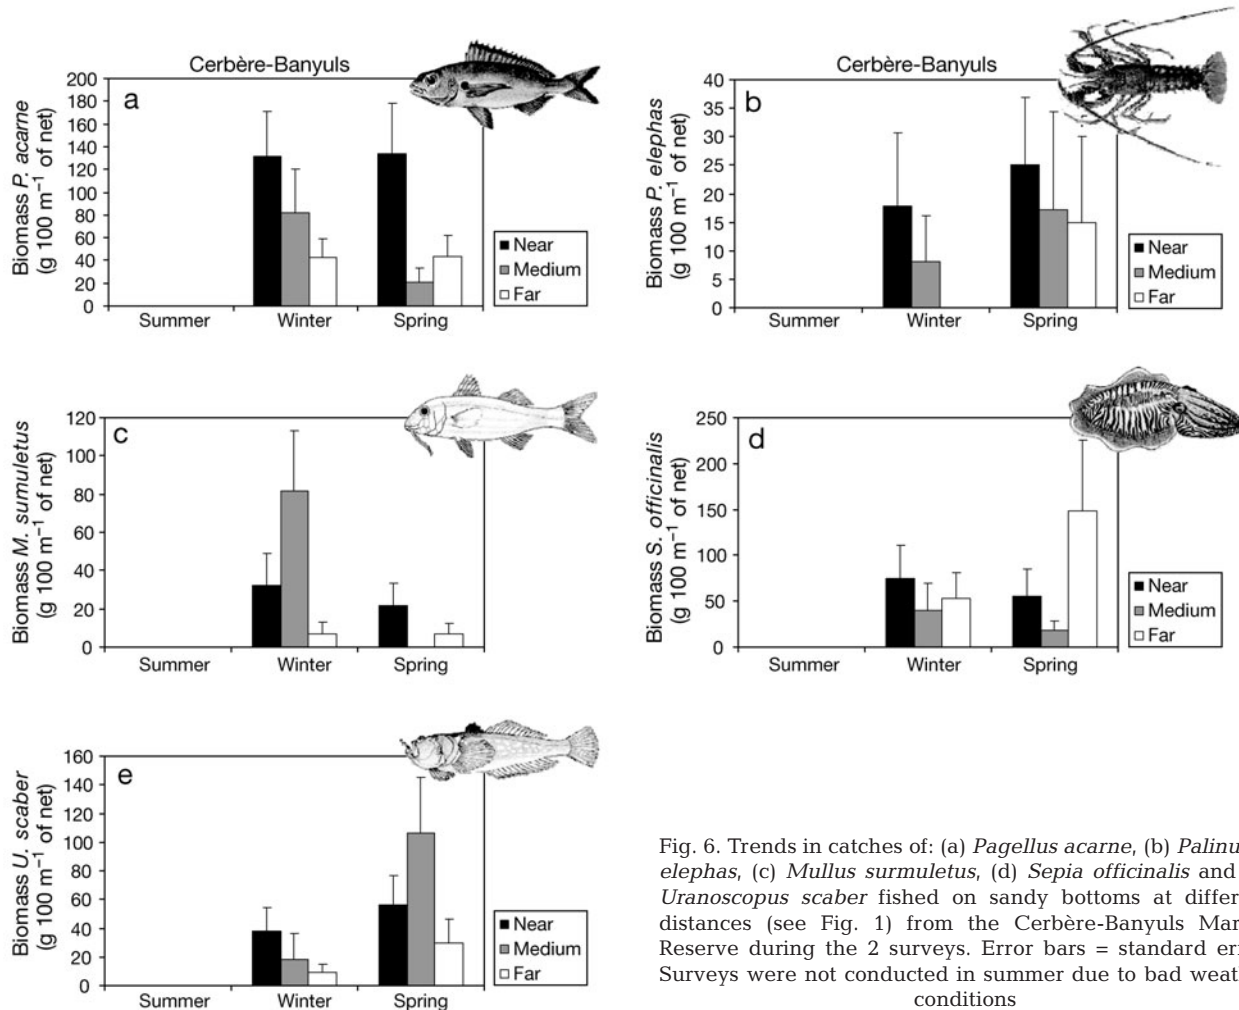 Cerbère-Banyuls
a
Biomass P. acarne
(g 100 m⁻¹ of net)
200
180
160
140
120
100
80
60
40
20
0
Summer Winter Spring
Near
Medium
Far
Cerbère-Banyuls
b
Biomass P. elephas
(g 100 m⁻¹ of net)
40
35
30
25
20
15
10
5
0
Summer Winter Spring
Near
Medium
Far
c
Biomass M. sumuletus
(g 100 m⁻¹ of net)
120
100
80
60
40
20
0
Summer Winter Spring
Near
Medium
Far
d
Biomass S. officinalis
(g 100 m⁻¹ of net)
250
200
150
100
50
0
Summer Winter Spring
Near
Medium
Far
e
Biomass U. scaber
(g 100 m⁻¹ of net)
160
140
120
100
80
60
40
20
0
Summer Winter Spring
Near
Medium
Far
Fig. 6. Trends in catches of: (a) Pagellus acarne, (b) Palinu
elephas, (c) Mullus surmuletus, (d) Sepia officinalis and
Uranoscopus scaber fished on sandy bottoms at differ
distances (see Fig. 1) from the Cerbère-Banyuls Mar
Reserve during the 2 surveys. Error bars = standard err
Surveys were not conducted in summer due to bad weat
conditions